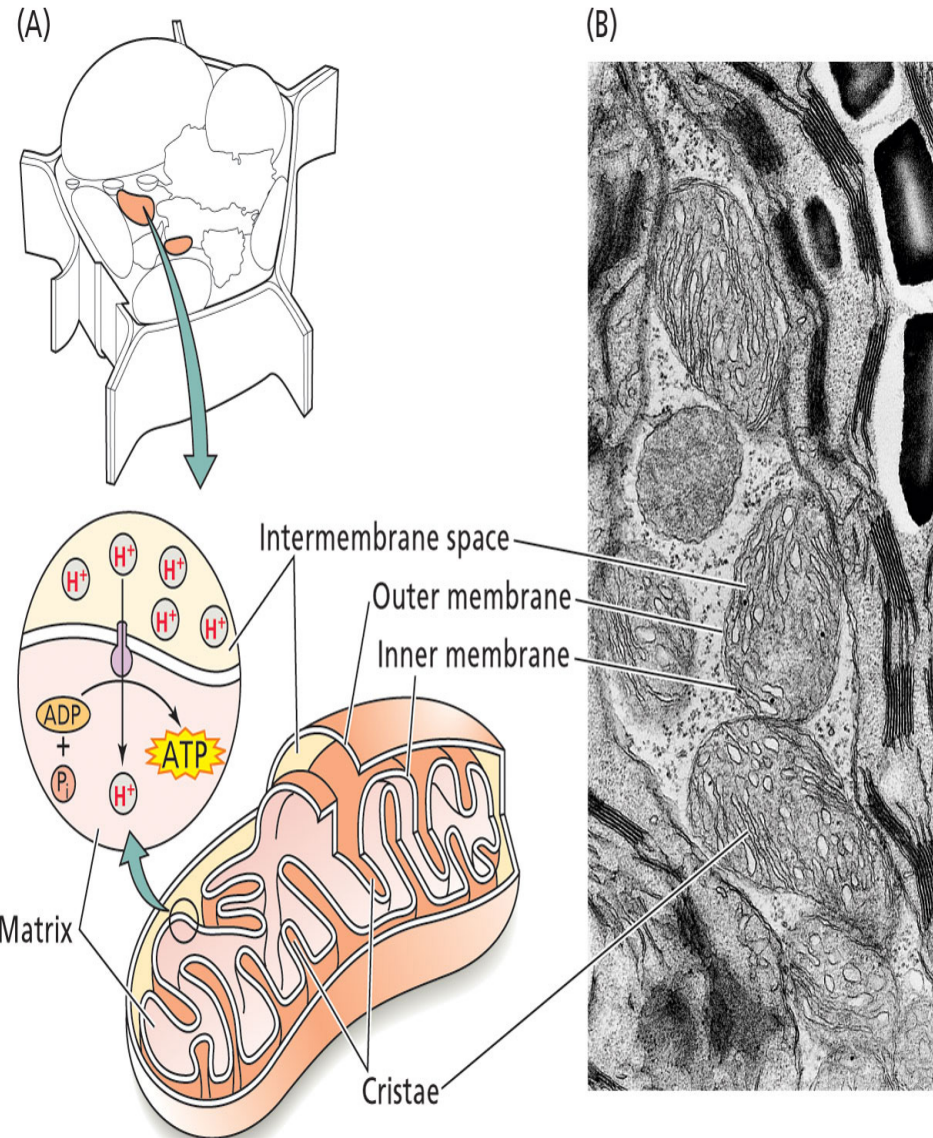 (A)
(B)
Intermembrane space
Outer membrane
Inner membrane
H+
H+
H+
H+
H+
H+
ADP
+
Pi
ATP
H+
Matrix
Cristae